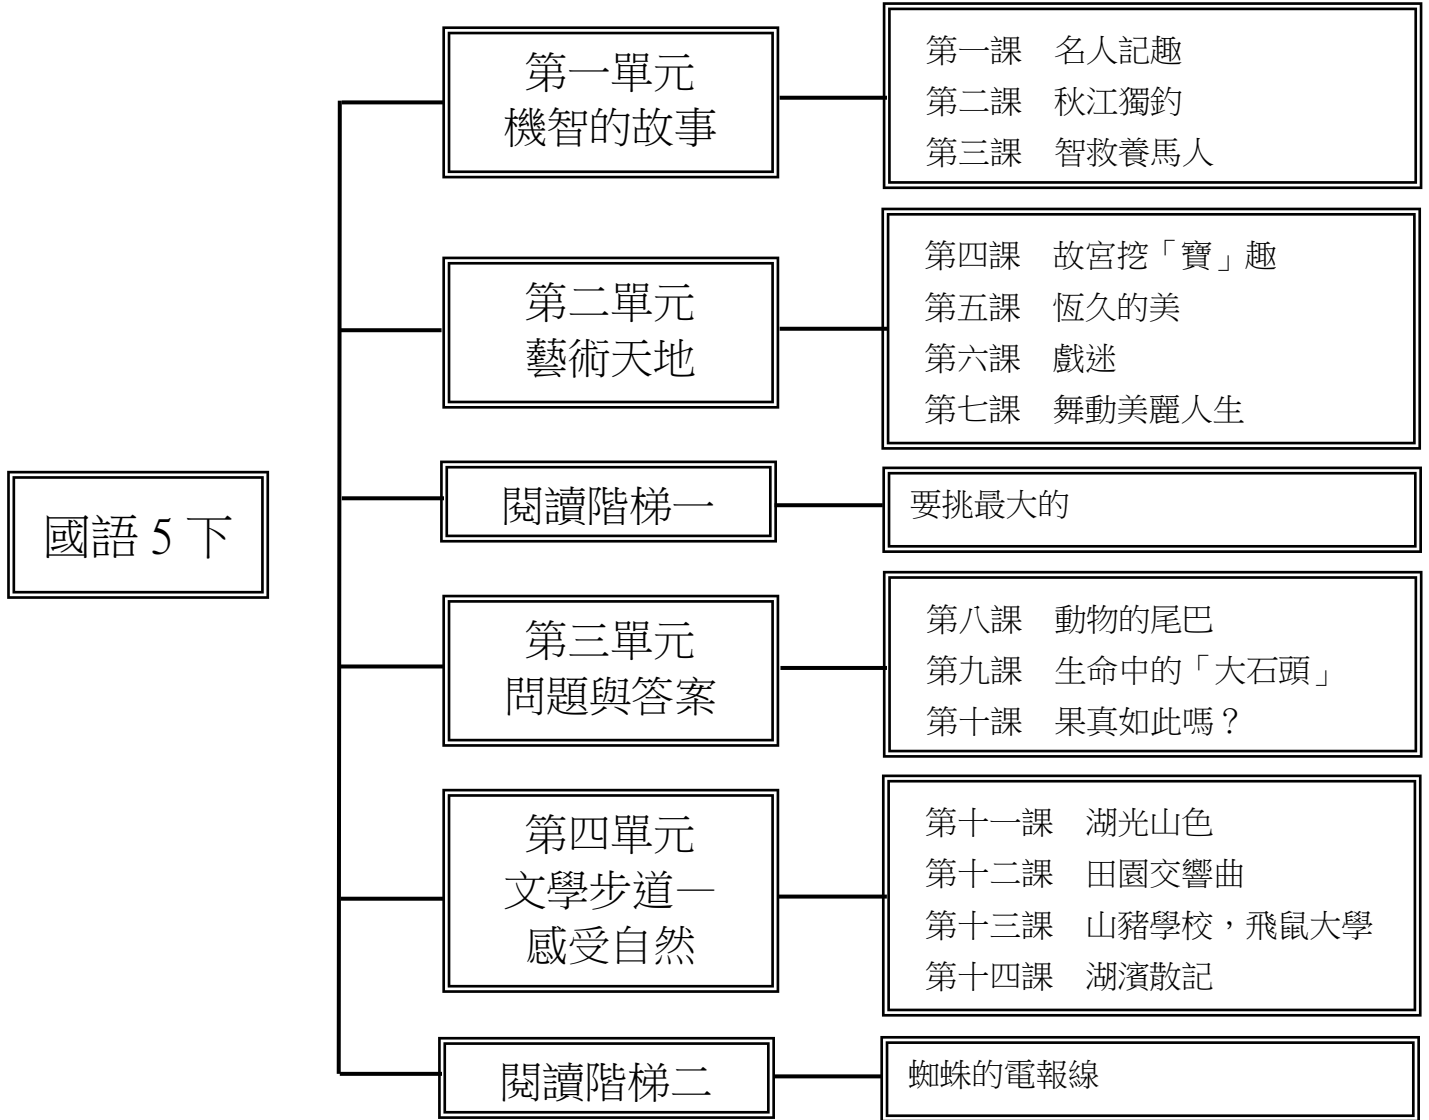 國語 5 下
第一單元
機智的故事
第一課　名人記趣
第二課　秋江獨釣
第三課　智救養馬人
第二單元
藝術天地
第四課　故宮挖「寶」趣
第五課　恆久的美
第六課　戲迷
第七課　舞動美麗人生
閱讀階梯一
要挑最大的
第三單元
問題與答案
第八課　動物的尾巴
第九課　生命中的「大石頭」
第十課　果真如此嗎？
第四單元
文學步道—
感受自然
第十一課　湖光山色
第十二課　田園交響曲
第十三課　山豬學校，飛鼠大學
第十四課　湖濱散記
閱讀階梯二
蜘蛛的電報線